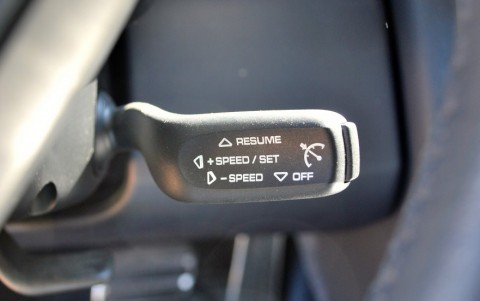 RESUME
+SPEED / SET
-SPEED OFF